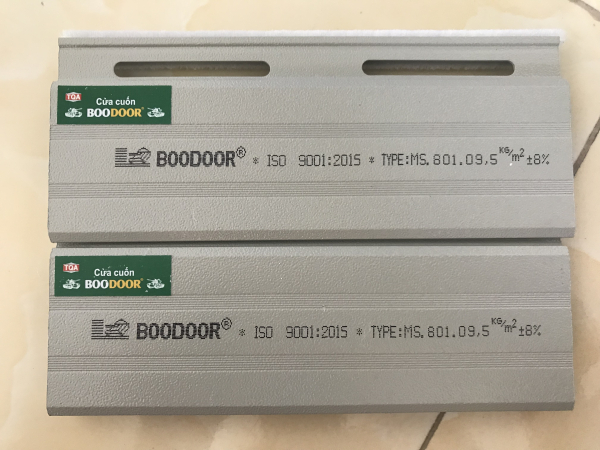 TGA
Cửa cuốn
BOODOOR®
BOODOOR® * ISO 9001:2015 * TYPE:MS.801.09,5 KG/m² ±8%
TGA
Cửa cuốn
BOODOOR®
BOODOOR® * ISO 9001:2015 * TYPE:MS.801.09,5 KG/m² ±8%